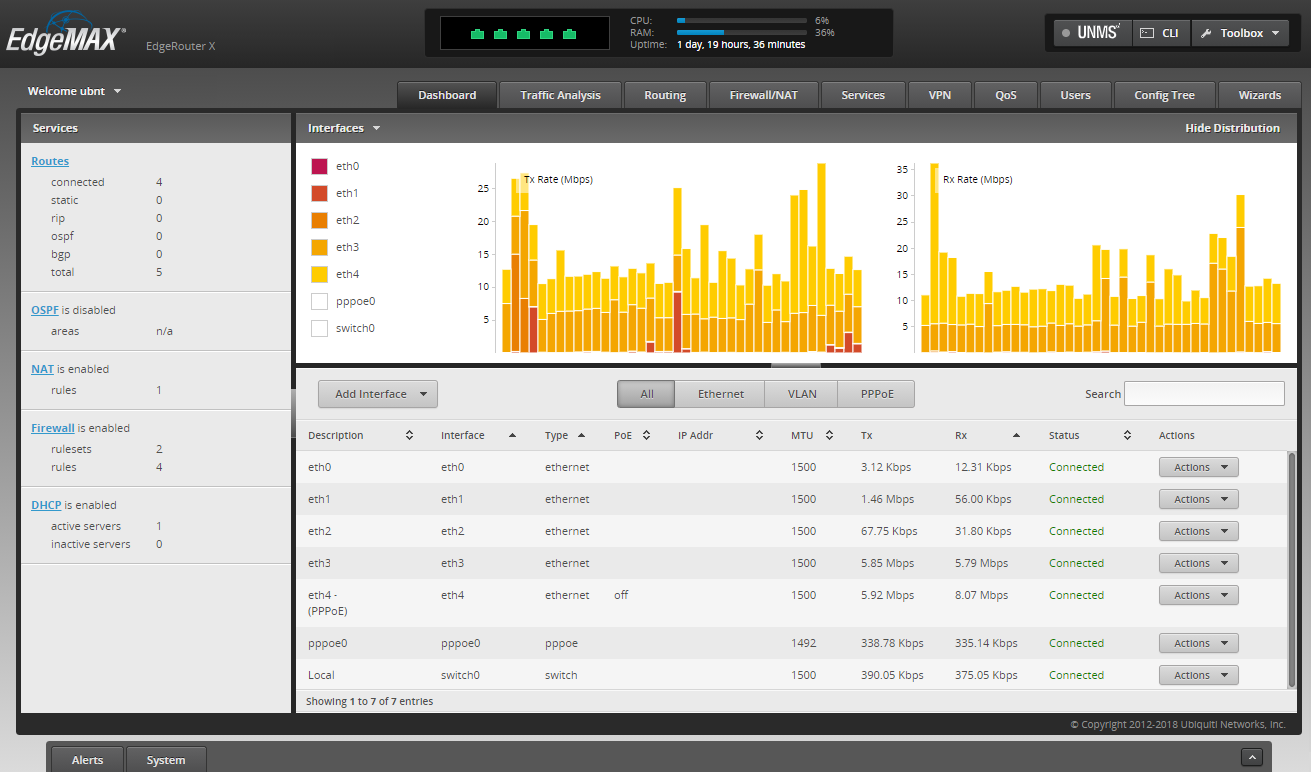 EdgeMAX®
EdgeRouter X
CPU: 6%
RAM: 36%
Uptime: 1 day, 19 hours, 36 minutes
UNMS
CLI
Toolbox
Welcome ubnt
Dashboard
Traffic Analysis
Routing
Firewall/NAT
Services
VPN
QoS
Users
Config Tree
Wizards
Services
Routes
connected 4
static 0
rip 0
ospf 0
bgp 0
total 5
OSPF is disabled
areas n/a
NAT is enabled
rules 1
Firewall is enabled
rulesets 2
rules 4
DHCP is enabled
active servers 1
inactive servers 0
Interfaces
Hide Distribution
eth0
eth1
eth2
eth3
eth4
pppoe0
switch0
Tx Rate (Mbps)
25
20
15
10
5
Rx Rate (Mbps)
35
30
25
20
15
10
5
Add Interface
All
Ethernet
VLAN
PPPoE
Search
Description Interface Type PoE IP Addr MTU Tx Rx Status Actions
eth0 eth0 ethernet 1500 3.12 Kbps 12.31 Kbps Connected Actions
eth1 eth1 ethernet 1500 1.46 Mbps 56.00 Kbps Connected Actions
eth2 eth2 ethernet 1500 67.75 Kbps 31.80 Kbps Connected Actions
eth3 eth3 ethernet 1500 5.85 Mbps 5.79 Mbps Connected Actions
eth4 - eth4 ethernet off 1500 5.92 Mbps 8.07 Mbps Connected Actions
(PPPoE)
pppoe0 pppoe0 pppoe 1492 338.78 Kbps 335.14 Kbps Connected Actions
Local switch0 switch 1500 390.05 Kbps 375.05 Kbps Connected Actions
Showing 1 to 7 of 7 entries
© Copyright 2012-2018 Ubiquiti Networks, Inc.
Alerts
System